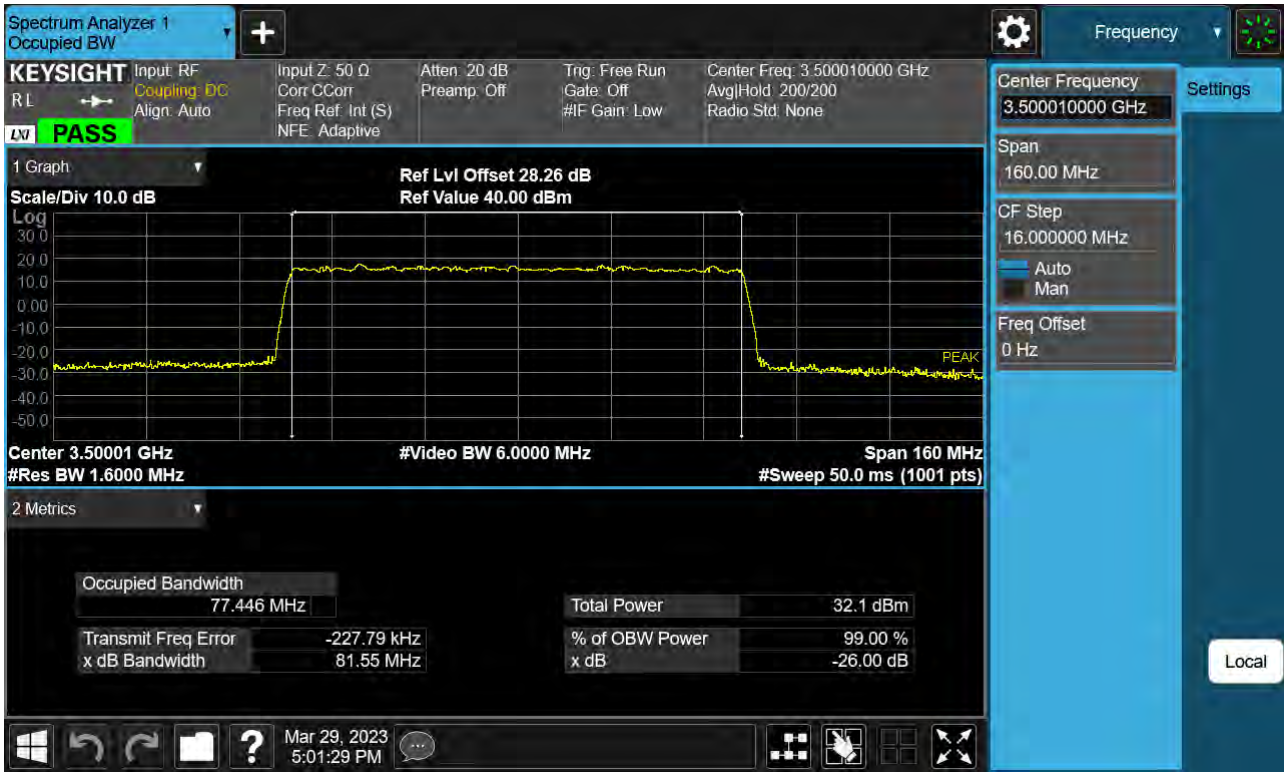 Spectrum Analyzer 1
Occupied BW
+
Frequency
KEYSIGHT
RL
LXI
PASS
Input: RF
Coupling: DC
Align: Auto
Input Z: 50 Ω
Corr CCorr
Freq Ref: Int (S)
NFE: Adaptive
Atten: 20 dB
Preamp: Off
Trig: Free Run
Gate: Off
#IF Gain: Low
Center Freq: 3.500010000 GHz
Avg|Hold: 200/200
Radio Std: None
Center Frequency
3.500010000 GHz
Settings
Span
160.00 MHz
CF Step
16.000000 MHz
Auto
Man
Freq Offset
0 Hz
Local
1 Graph
Scale/Div 10.0 dB
Ref Lvl Offset 28.26 dB
Ref Value 40.00 dBm
Log
30.0
20.0
10.0
0.00
-10.0
-20.0
-30.0
-40.0
-50.0
PEAK
Center 3.50001 GHz
#Video BW 6.0000 MHz
Span 160 MHz
#Res BW 1.6000 MHz
#Sweep 50.0 ms (1001 pts)
2 Metrics
Occupied Bandwidth
77.446 MHz
Total Power 32.1 dBm
Transmit Freq Error -227.79 kHz
% of OBW Power 99.00 %
x dB Bandwidth 81.55 MHz
x dB -26.00 dB
?
Mar 29, 2023
5:01:29 PM